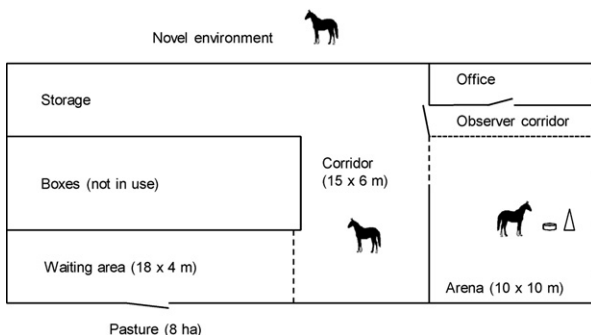 Novel environment
Office
Storage
Observer corridor
Corridor
(15 x 6 m)
Boxes (not in use)
Waiting area (18 x 4 m)
Arena (10 x 10 m)
Pasture (8 ha)